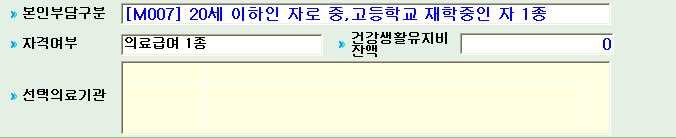 본인부담구분 [M007] 20세 이하인 자로 중,고등학교 재학중인 자 1종
자격여부 의료급여 1종 건강생활유지비 잔액 0
선택의료기관